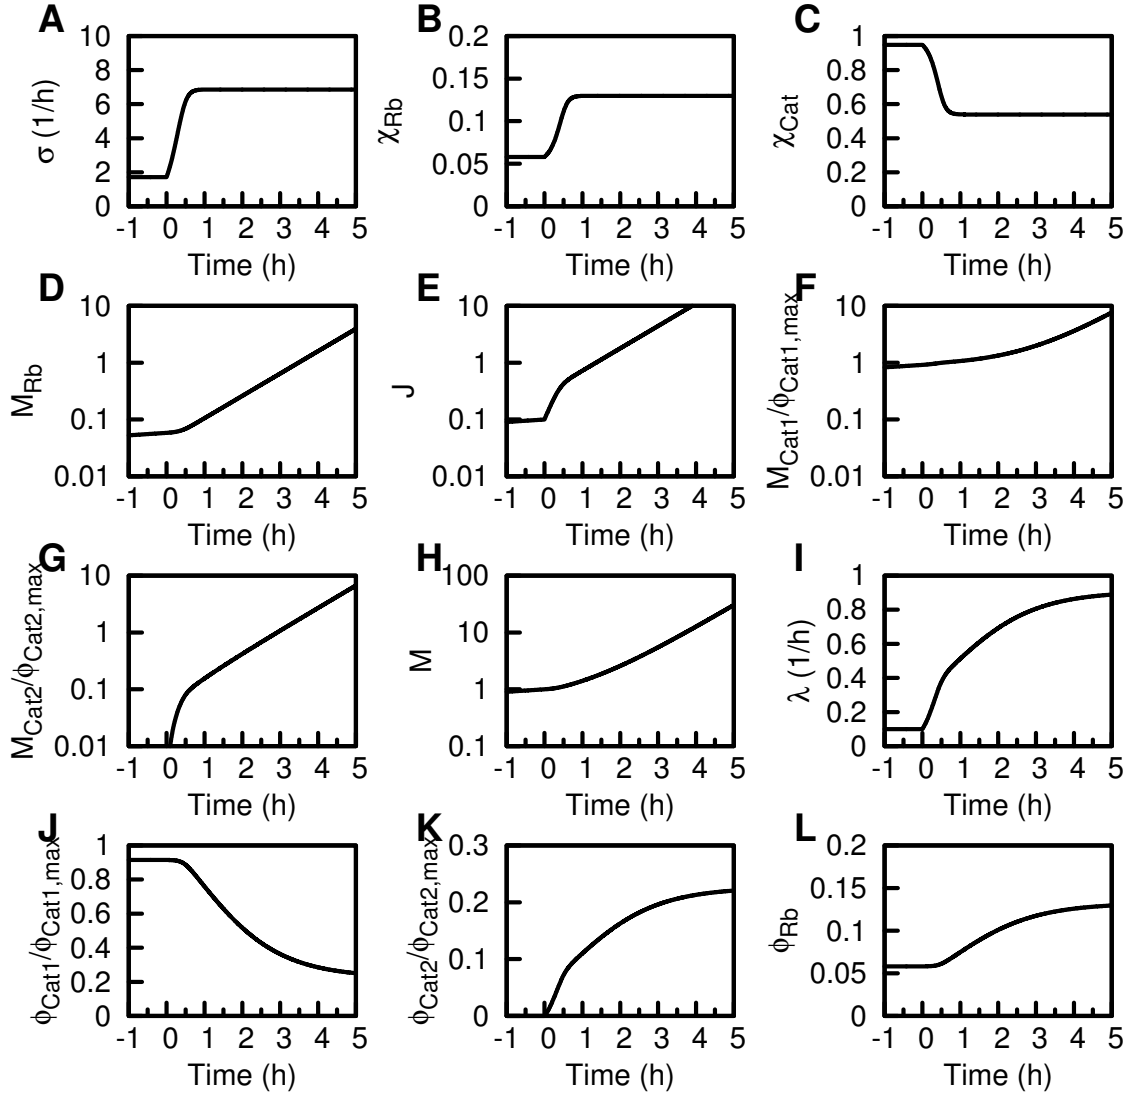 A
σ (1/h)
10
8
6
4
2
0
-1 0 1 2 3 4 5
Time (h)
B
χRb
0.2
0.15
0.1
0.05
0
-1 0 1 2 3 4 5
Time (h)
C
χCat
1
0.8
0.6
0.4
0.2
0
-1 0 1 2 3 4 5
Time (h)
D
MRb
10
1
0.1
0.01
-1 0 1 2 3 4 5
Time (h)
E
J
10
1
0.1
0.01
-1 0 1 2 3 4 5
Time (h)
F
MCat1/ϕCat1,max
10
1
0.1
0.01
-1 0 1 2 3 4 5
Time (h)
G
MCat2/ϕCat2,max
10
1
0.1
0.01
-1 0 1 2 3 4 5
Time (h)
H
M
100
10
1
0.1
-1 0 1 2 3 4 5
Time (h)
I
λ (1/h)
1
0.8
0.6
0.4
0.2
0
-1 0 1 2 3 4 5
Time (h)
J
ϕCat1/ϕCat1,max
1
0.8
0.6
0.4
0.2
0
-1 0 1 2 3 4 5
Time (h)
K
ϕCat2/ϕCat2,max
0.3
0.2
0.1
0
-1 0 1 2 3 4 5
Time (h)
L
ϕRb
0.2
0.15
0.1
0.05
0
-1 0 1 2 3 4 5
Time (h)